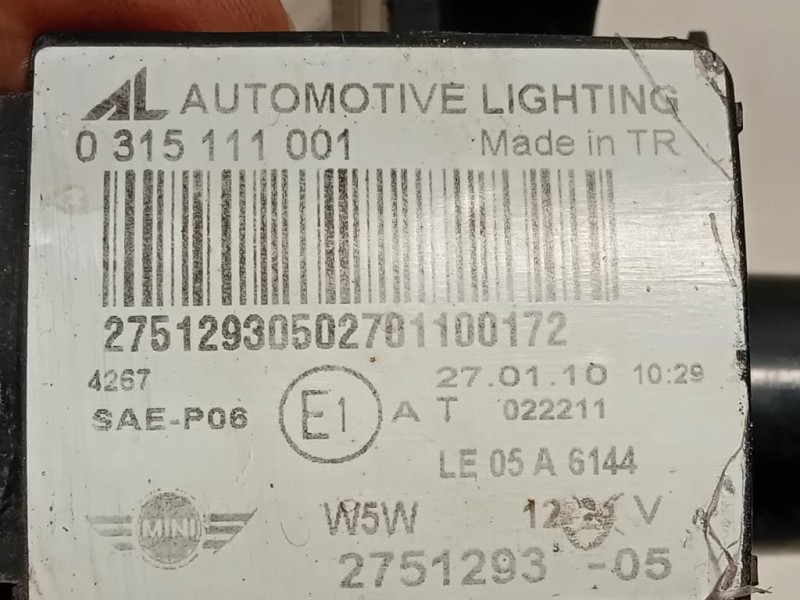 AL AUTOMOTIVE LIGHTING
0 315 111 001 Made in TR
27512930502701100172
4267 27.01.10 10:29
SAE-P06 E1 A T 022211
LE 05 A 6144
MINI W5W V
2751293 -05